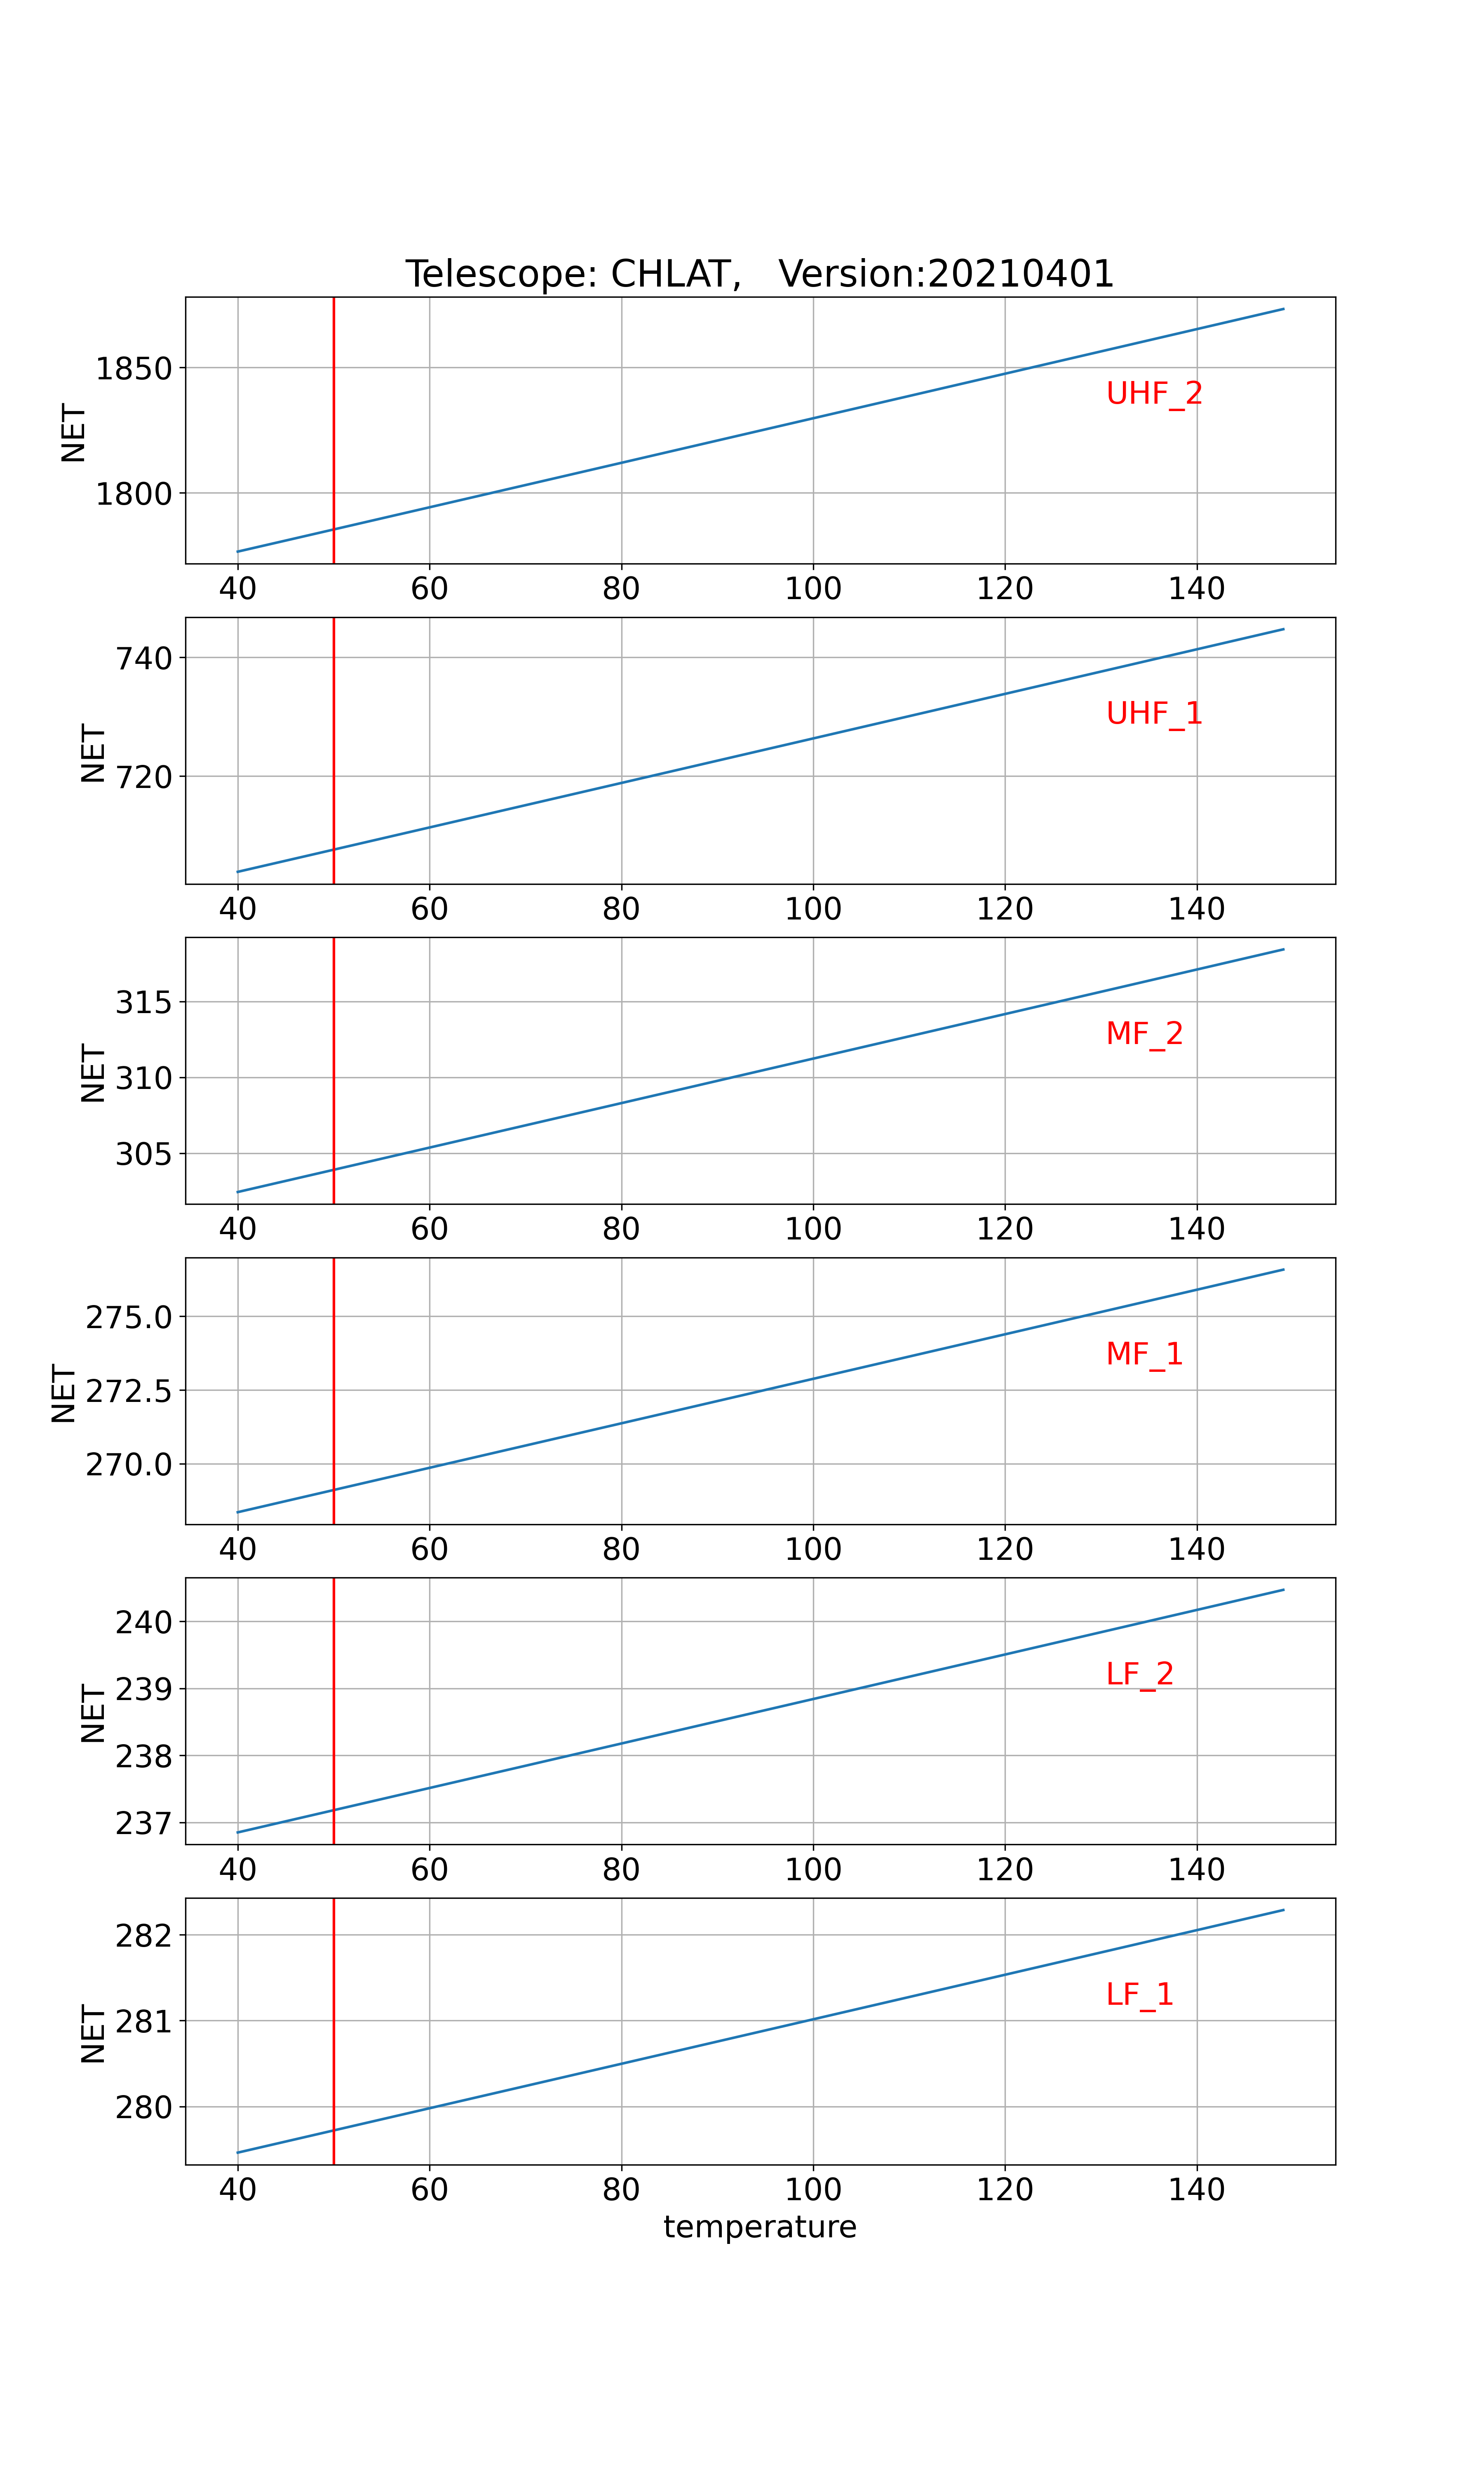 Telescope: CHLAT,   Version:20210401
NET
1850
1800
UHF_2
40 60 80 100 120 140
NET
740
720
UHF_1
40 60 80 100 120 140
NET
315
310
305
MF_2
40 60 80 100 120 140
NET
275.0
272.5
270.0
MF_1
40 60 80 100 120 140
NET
240
239
238
237
LF_2
40 60 80 100 120 140
NET
282
281
280
LF_1
40 60 80 100 120 140
temperature